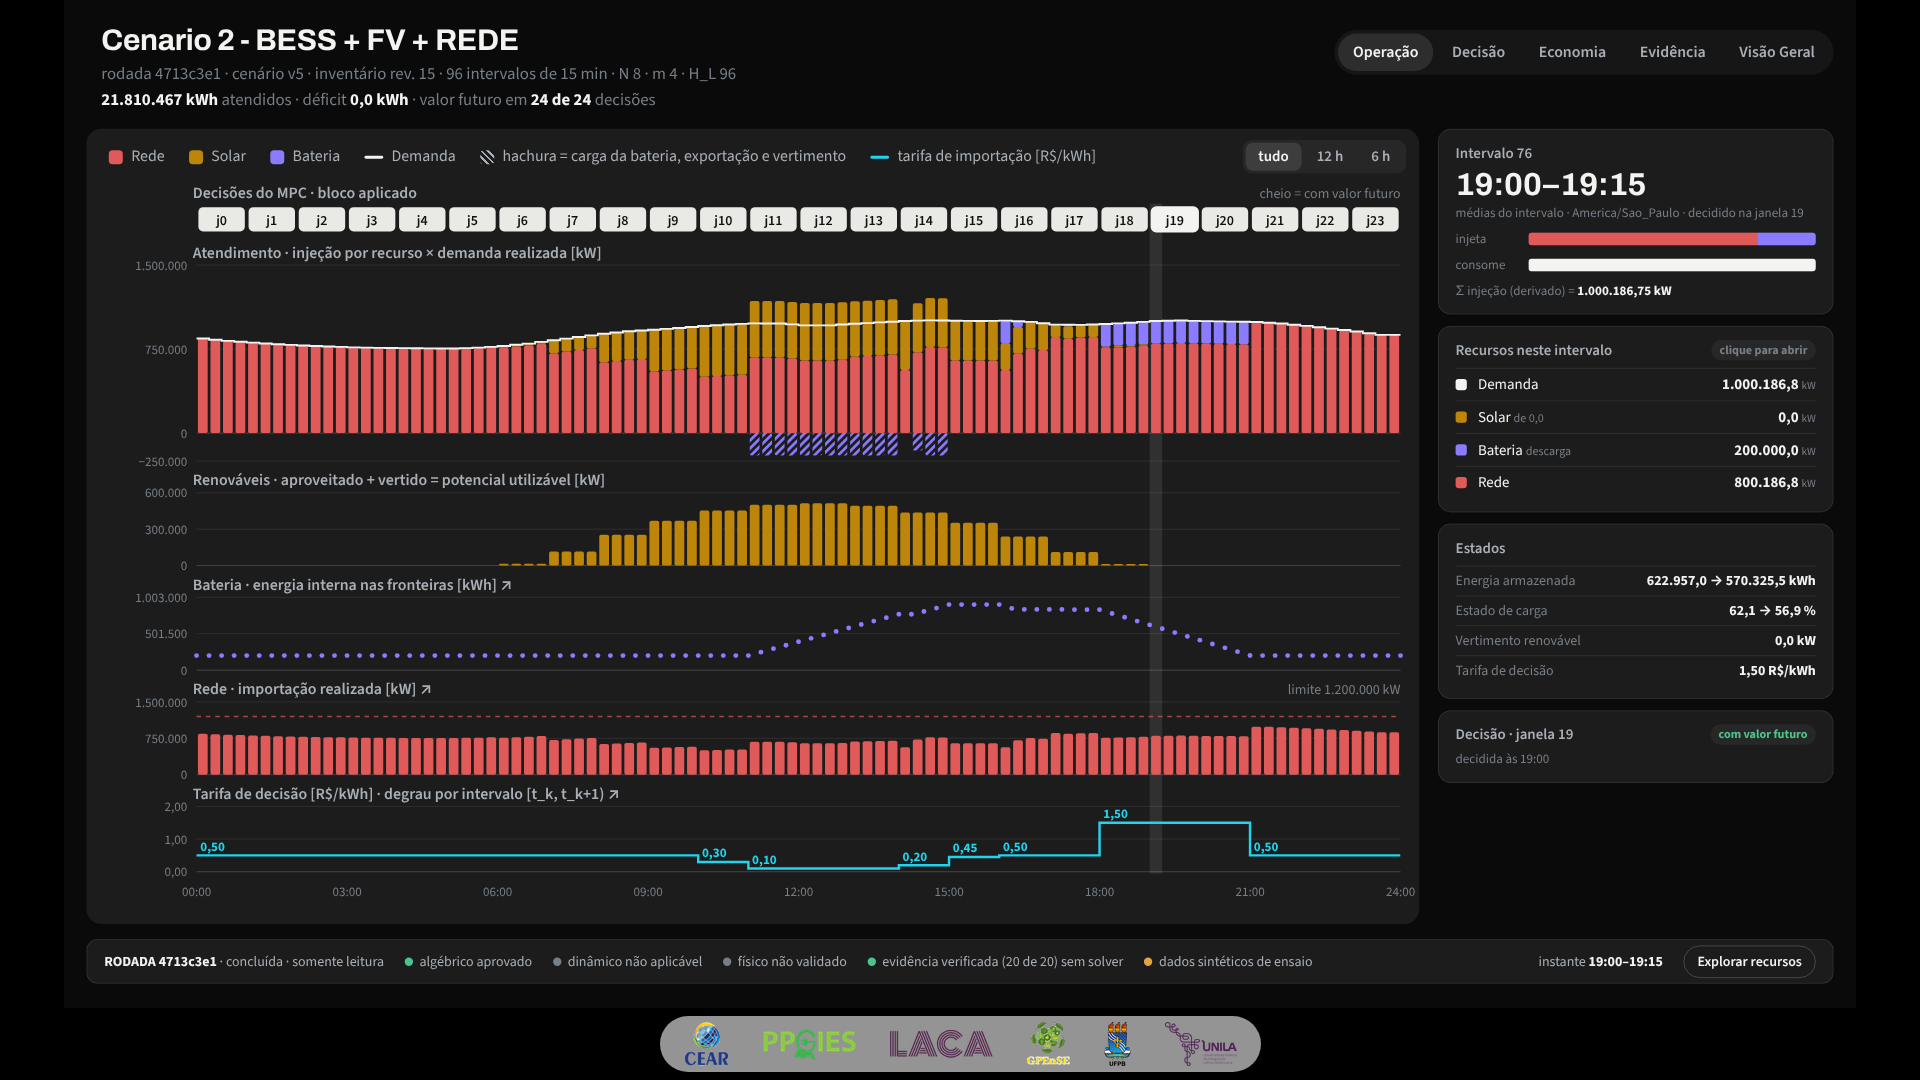 Cenario 2 - BESS + FV + REDE
rodada 4713c3e1 · cenário v5 · inventário rev. 15 · 96 intervalos de 15 min · N 8 · m 4 · H_L 96
21.810.467 kWh atendidos · déficit 0,0 kWh · valor futuro em 24 de 24 decisões
Operação Decisão Economia Evidência Visão Geral
Rede Solar Bateria Demanda hachura = carga da bateria, exportação e vertimento tarifa de importação [R$/kWh]
tudo 12 h 6 h
Decisões do MPC · bloco aplicado
cheio = com valor futuro
j0 j1 j2 j3 j4 j5 j6 j7 j8 j9 j10 j11 j12 j13 j14 j15 j16 j17 j18 j19 j20 j21 j22 j23
Atendimento · injeção por recurso × demanda realizada [kW]
1.500.000
750.000
0
−250.000
Renováveis · aproveitado + vertido = potencial utilizável [kW]
600.000
300.000
0
Bateria · energia interna nas fronteiras [kWh] ↗
1.003.000
501.500
0
Rede · importação realizada [kW] ↗
limite 1.200.000 kW
1.500.000
750.000
0
Tarifa de decisão [R$/kWh] · degrau por intervalo [t_k, t_k+1) ↗
2,00
1,00
0,00
0,50 0,30 0,10 0,20 0,45 0,50 1,50 0,50
00:00 03:00 06:00 09:00 12:00 15:00 18:00 21:00 24:00
Intervalo 76
19:00–19:15
médias do intervalo · America/Sao_Paulo · decidido na janela 19
injeta
consome
Σ injeção (derivado) = 1.000.186,75 kW
Recursos neste intervalo clique para abrir
Demanda 1.000.186,8 kW
Solar de 0,0 0,0 kW
Bateria descarga 200.000,0 kW
Rede 800.186,8 kW
Estados
Energia armazenada 622.957,0 → 570.325,5 kWh
Estado de carga 62,1 → 56,9 %
Vertimento renovável 0,0 kW
Tarifa de decisão 1,50 R$/kWh
Decisão · janela 19 com valor futuro
decidida às 19:00
RODADA 4713c3e1 · concluída · somente leitura algébrico aprovado dinâmico não aplicável físico não validado evidência verificada (20 de 20) sem solver dados sintéticos de ensaio
instante 19:00–19:15 Explorar recursos
CEAR PPGIES LACA GPEnSE UFPB UNILA